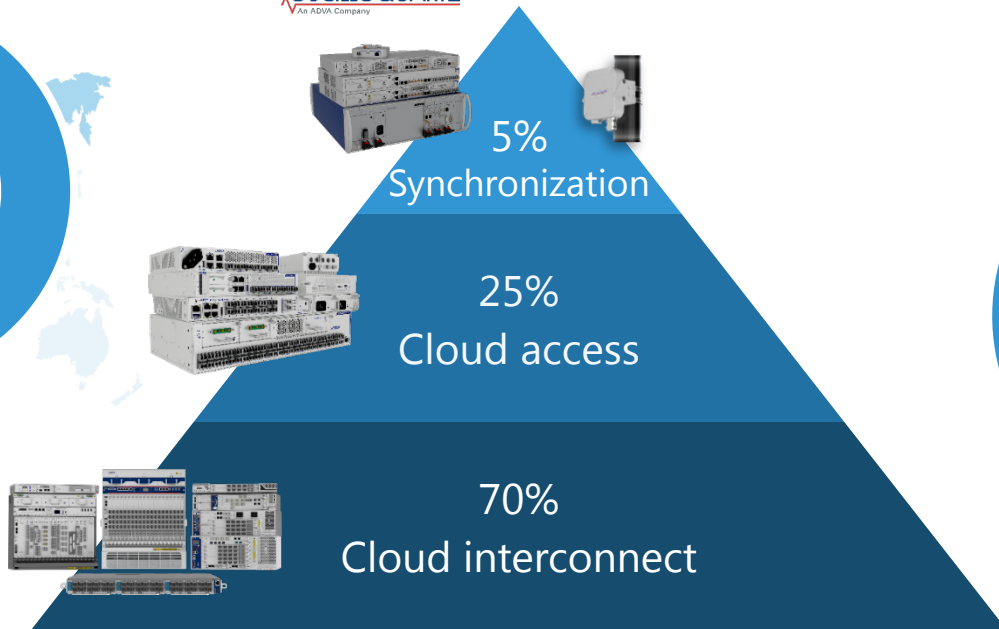 An ADVA Company
5%
Synchronization
25%
Cloud access
70%
Cloud interconnect